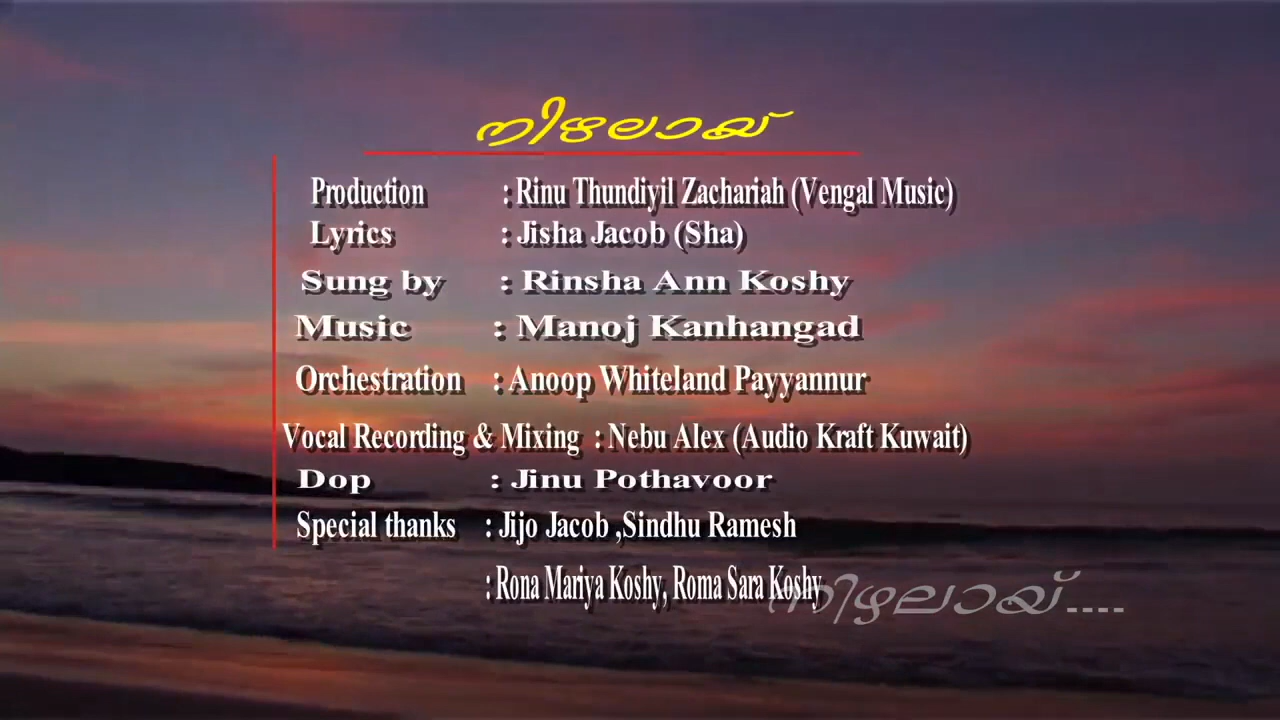 നിഴലായ്
Production : Rinu Thundiyil Zachariah (Vengal Music)
Lyrics : Jisha Jacob (Sha)
Sung by : Rinsha Ann Koshy
Music : Manoj Kanhangad
Orchestration : Anoop Whiteland Payyannur
Vocal Recording & Mixing : Nebu Alex (Audio Kraft Kuwait)
Dop : Jinu Pothavoor
Special thanks : Jijo Jacob ,Sindhu Ramesh
: Rona Mariya Koshy, Roma Sara Koshy
നിഴലായ്....